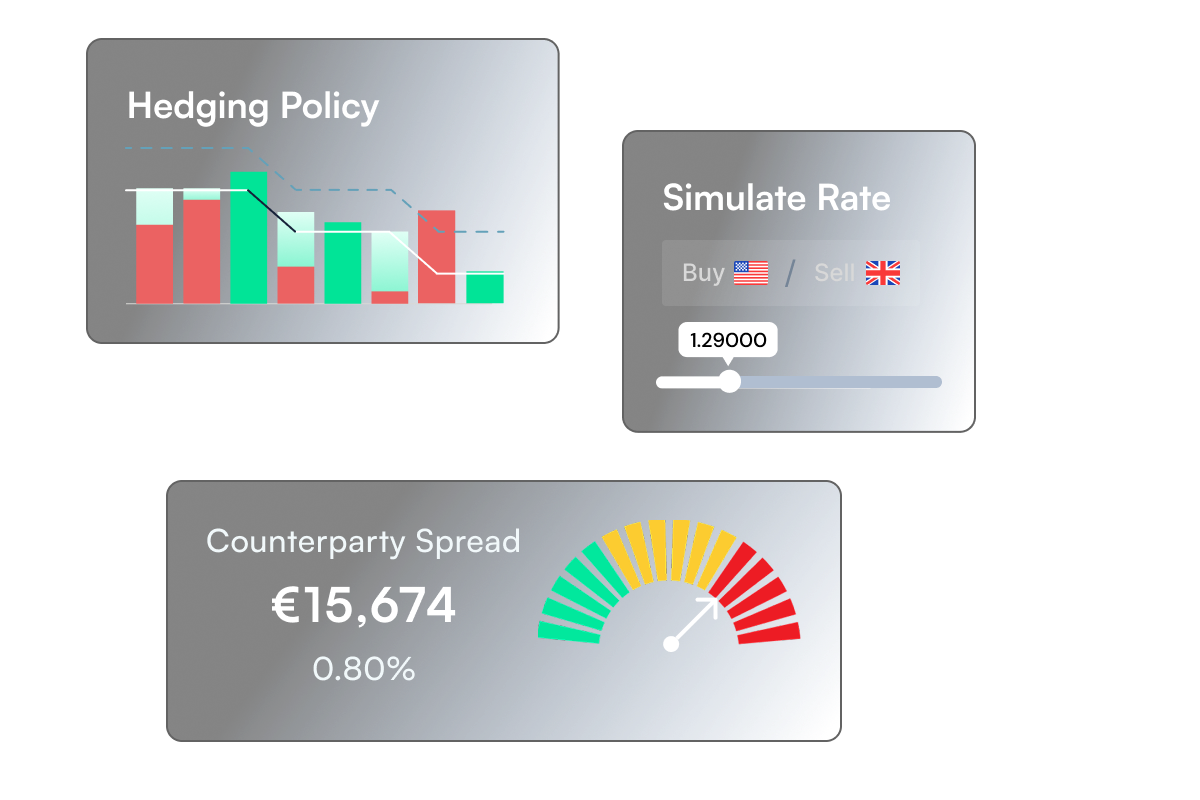 Hedging Policy
Simulate Rate
Buy / Sell
1.29000
Counterparty Spread
€15,674
0.80%